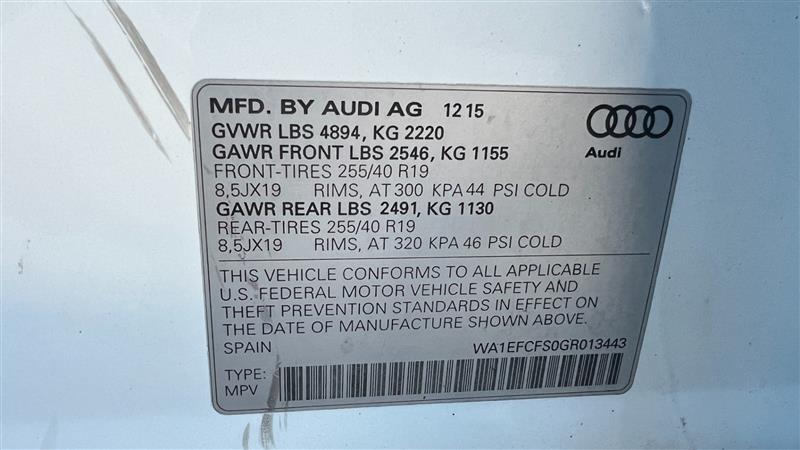 MFD. BY AUDI AG 12 15
GVWR LBS 4894, KG 2220
GAWR FRONT LBS 2546, KG 1155
FRONT-TIRES 255/40 R19
8,5JX19 RIMS, AT 300 KPA 44 PSI COLD
GAWR REAR LBS 2491, KG 1130
REAR-TIRES 255/40 R19
8,5JX19 RIMS, AT 320 KPA 46 PSI COLD
Audi
THIS VEHICLE CONFORMS TO ALL APPLICABLE
U.S. FEDERAL MOTOR VEHICLE SAFETY AND
THEFT PREVENTION STANDARDS IN EFFECT ON
THE DATE OF MANUFACTURE SHOWN ABOVE.
SPAIN WA1EFCFS0GR013443
TYPE:
MPV